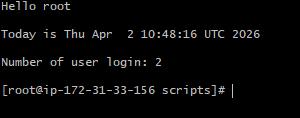 Hello root
Today is Thu Apr  2 10:48:16 UTC 2026
Number of user login: 2
[root@ip-172-31-33-156 scripts]#